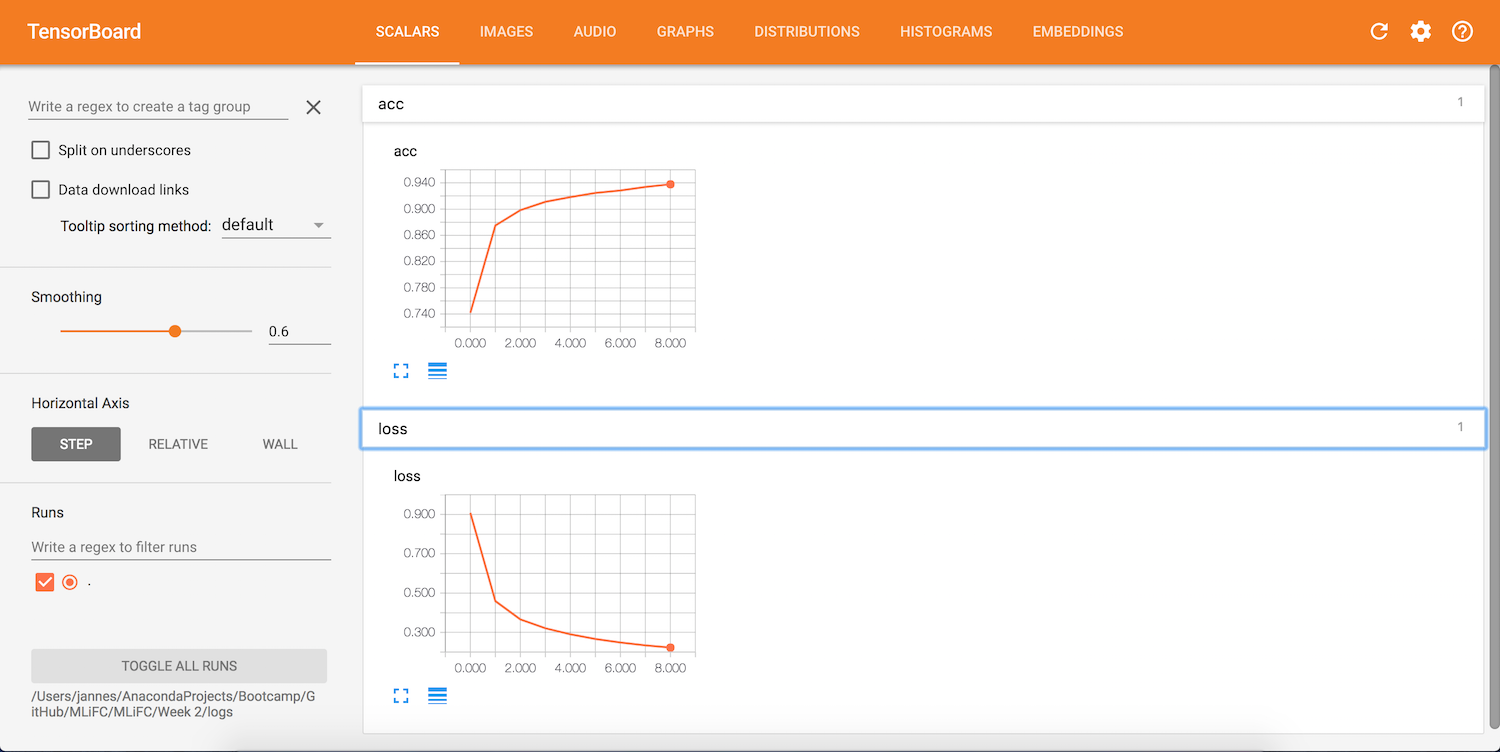 TensorBoard
SCALARS IMAGES AUDIO GRAPHS DISTRIBUTIONS HISTOGRAMS EMBEDDINGS
Write a regex to create a tag group
Split on underscores
Data download links
Tooltip sorting method: default
Smoothing
0.6
Horizontal Axis
STEP RELATIVE WALL
Runs
Write a regex to filter runs
.
TOGGLE ALL RUNS
/Users/jannes/AnacondaProjects/Bootcamp/G
itHub/MLiFC/MLiFC/Week 2/logs
acc 1
acc
0.940
0.900
0.860
0.820
0.780
0.740
0.000 2.000 4.000 6.000 8.000
loss 1
loss
0.900
0.700
0.500
0.300
0.000 2.000 4.000 6.000 8.000